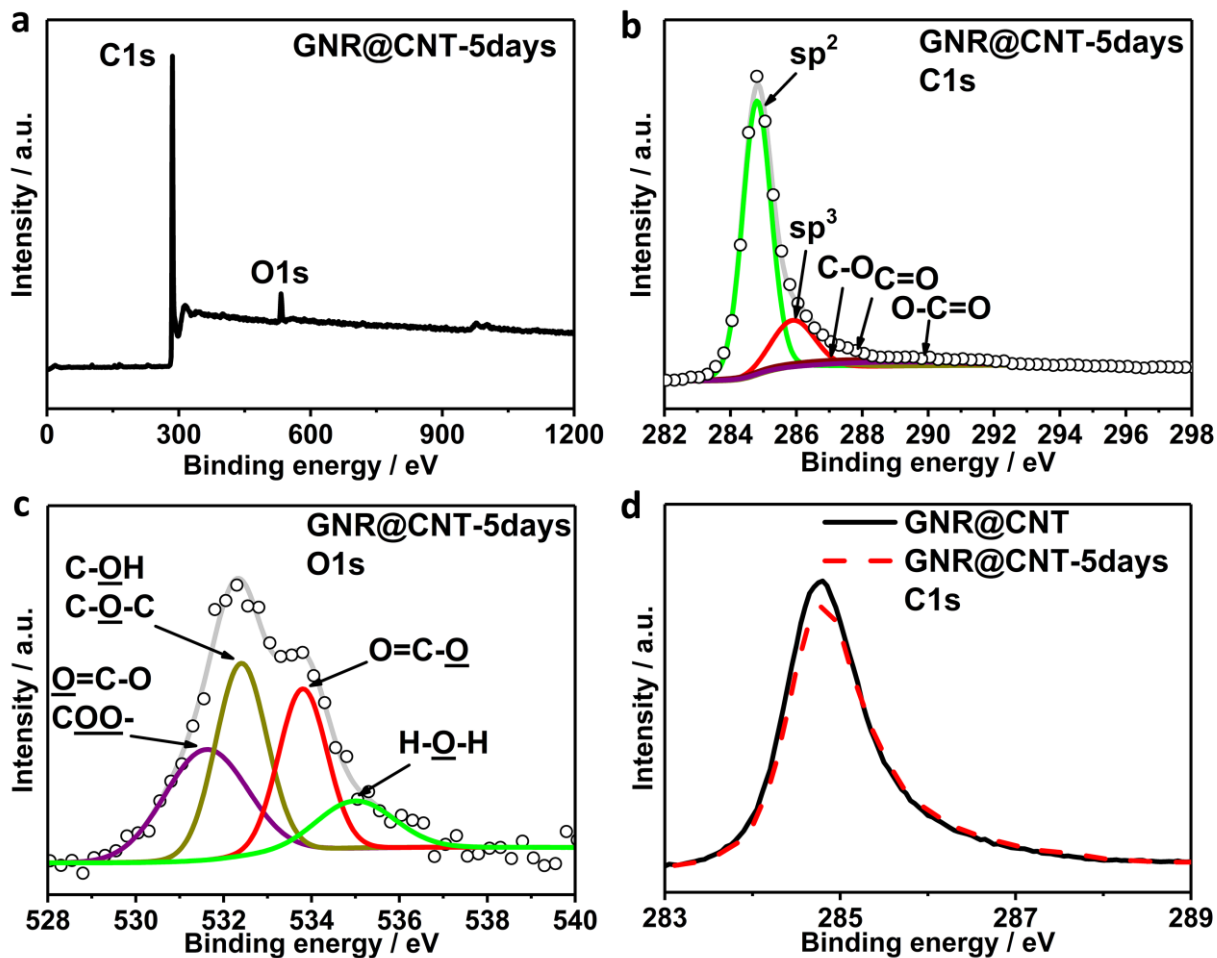 a
GNR@CNT-5days
C1s
O1s
Intensity / a.u.
0 300 600 900 1200
Binding energy / eV
b
GNR@CNT-5days
C1s
sp²
sp³
C-O
C=O
O-C=O
Intensity / a.u.
282 284 286 288 290 292 294 296 298
Binding energy / eV
c
GNR@CNT-5days
O1s
C-OH
C-O-C
O=C-O
COO-
O=C-O
H-O-H
Intensity / a.u.
528 530 532 534 536 538 540
Binding energy / eV
d
GNR@CNT
GNR@CNT-5days
C1s
Intensity / a.u.
283 285 287 289
Binding energy / eV